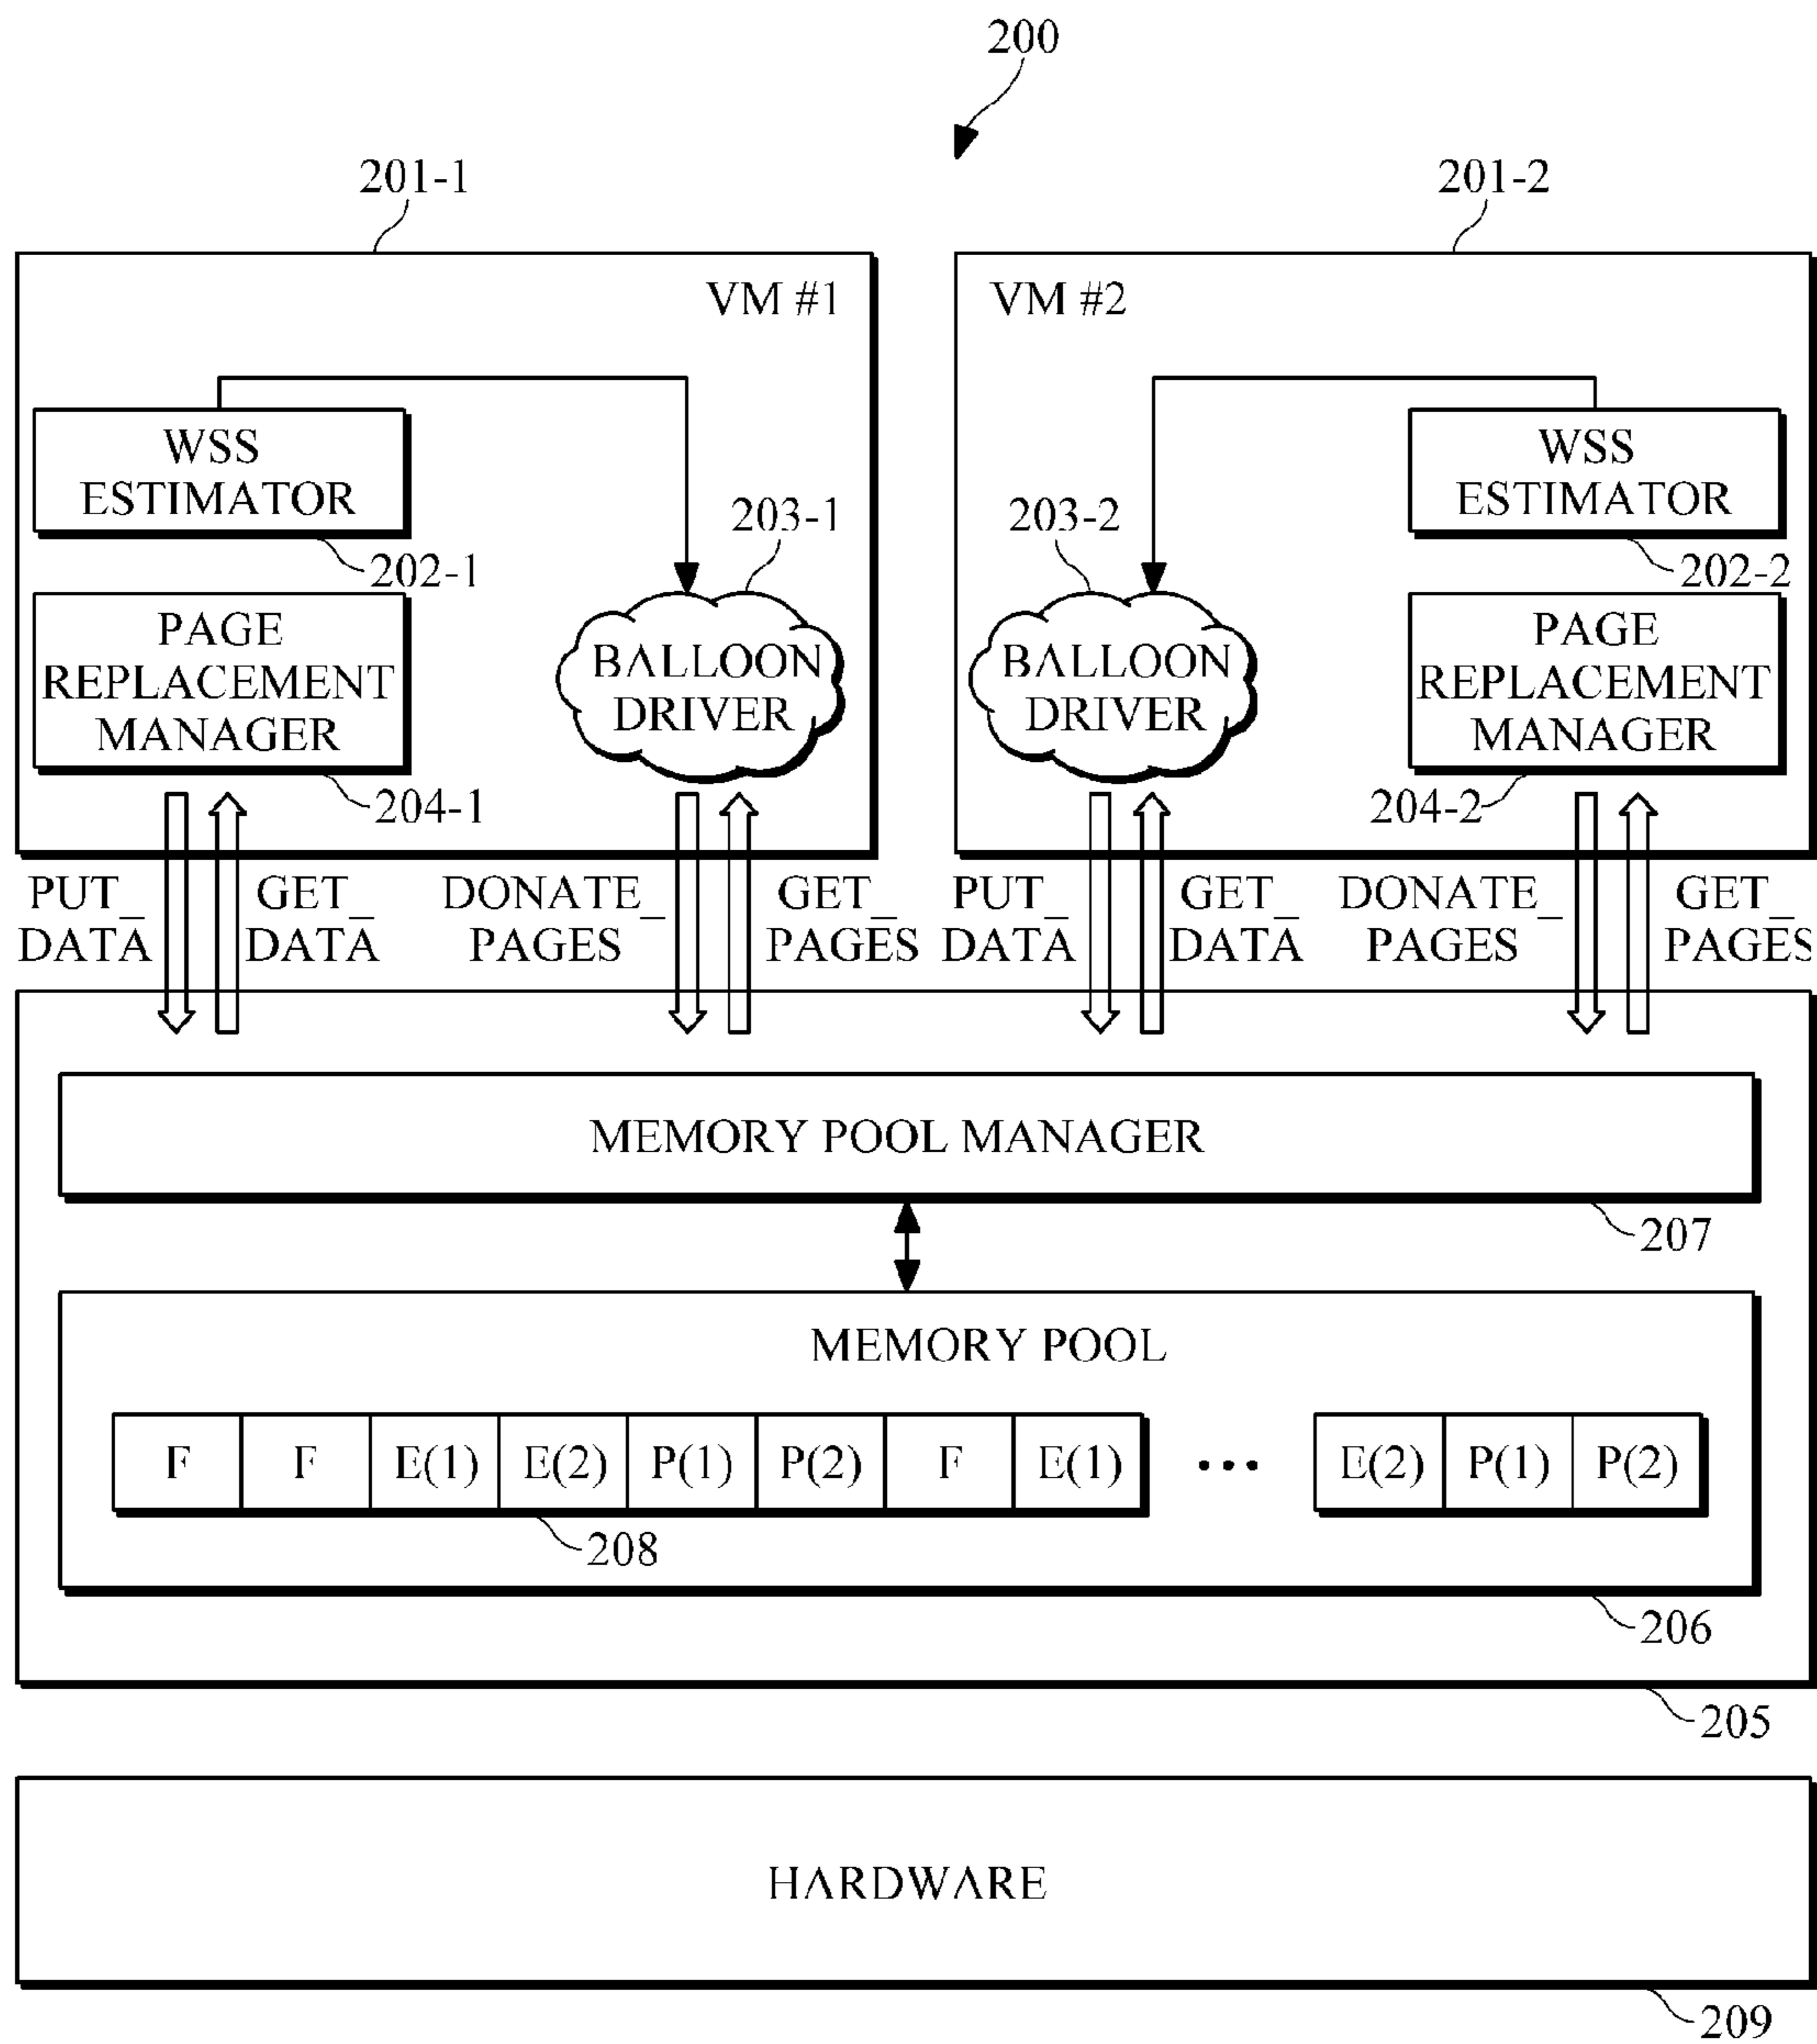 200
201-1
201-2
VM #1
VM #2
WSS
ESTIMATOR
202-1
203-1
PAGE
REPLACEMENT
MANAGER
204-1
BALLOON
DRIVER
203-2
BALLOON
DRIVER
WSS
ESTIMATOR
202-2
PAGE
REPLACEMENT
MANAGER
204-2
PUT_
DATA
GET_
DATA
DONATE_
PAGES
GET_
PAGES
PUT_
DATA
GET_
DATA
DONATE_
PAGES
GET_
PAGES
MEMORY POOL MANAGER
207
MEMORY POOL
F F E(1) E(2) P(1) P(2) F E(1) ••• E(2) P(1) P(2)
208
206
205
HARDWARE
209